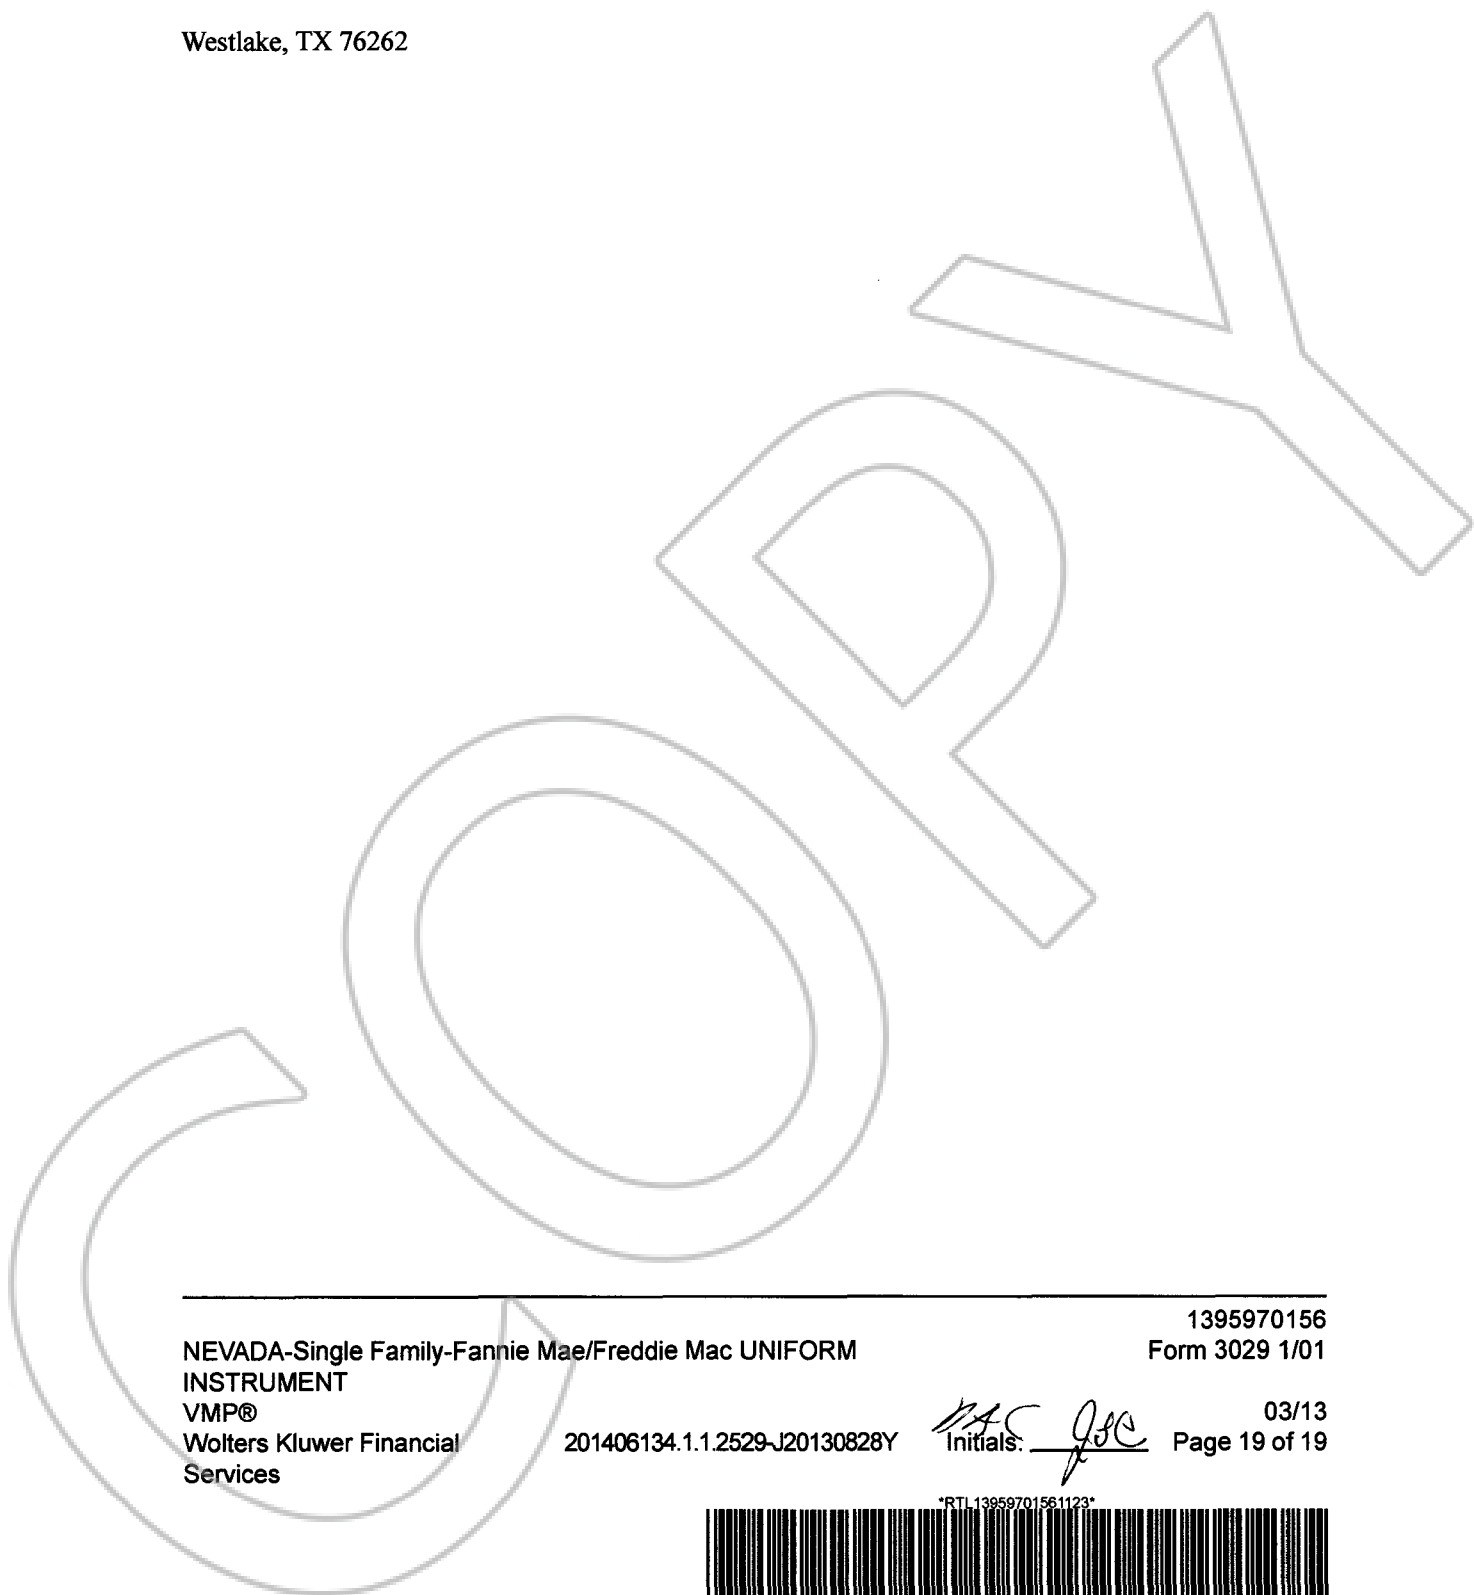 Westlake, TX 76262
COPY
1395970156
NEVADA-Single Family-Fannie Mae/Freddie Mac UNIFORM Form 3029 1/01
INSTRUMENT
VMP® 03/13
Wolters Kluwer Financial 201406134.1.1.2529-J20130828Y Initials: JSC Page 19 of 19
Services
*RTL13959701561123*